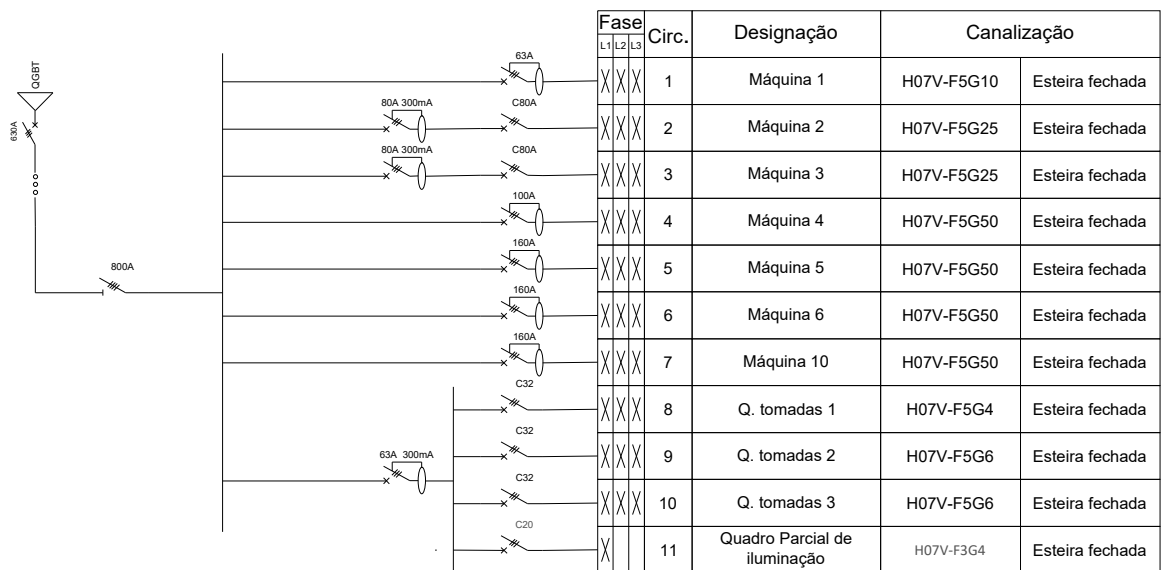 Fase Circ. Designação Canalização
L1 L2 L3
QGBT
630A
800A
63A
1 Máquina 1 H07V-F5G10 Esteira fechada
80A 300mA C80A
2 Máquina 2 H07V-F5G25 Esteira fechada
80A 300mA C80A
3 Máquina 3 H07V-F5G25 Esteira fechada
100A
4 Máquina 4 H07V-F5G50 Esteira fechada
160A
5 Máquina 5 H07V-F5G50 Esteira fechada
160A
6 Máquina 6 H07V-F5G50 Esteira fechada
160A
7 Máquina 10 H07V-F5G50 Esteira fechada
C32
8 Q. tomadas 1 H07V-F5G4 Esteira fechada
63A 300mA C32
9 Q. tomadas 2 H07V-F5G6 Esteira fechada
C32
10 Q. tomadas 3 H07V-F5G6 Esteira fechada
C20
11 Quadro Parcial de
iluminação H07V-F3G4 Esteira fechada